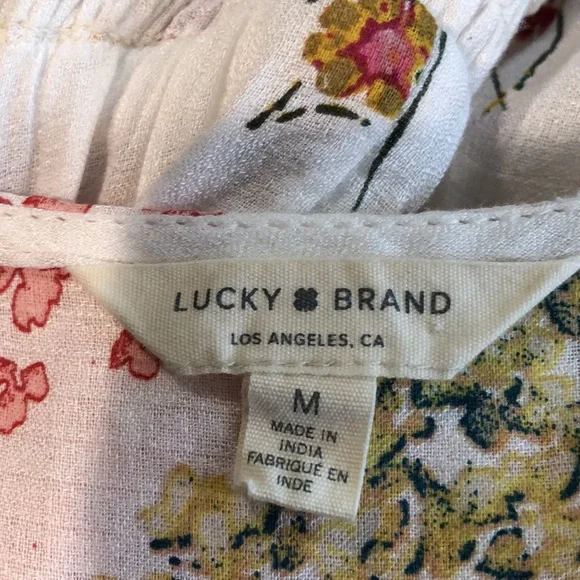 LUCKY BRAND
LOS ANGELES, CA
M
MADE IN
INDIA
FABRIQUÉ EN
INDE